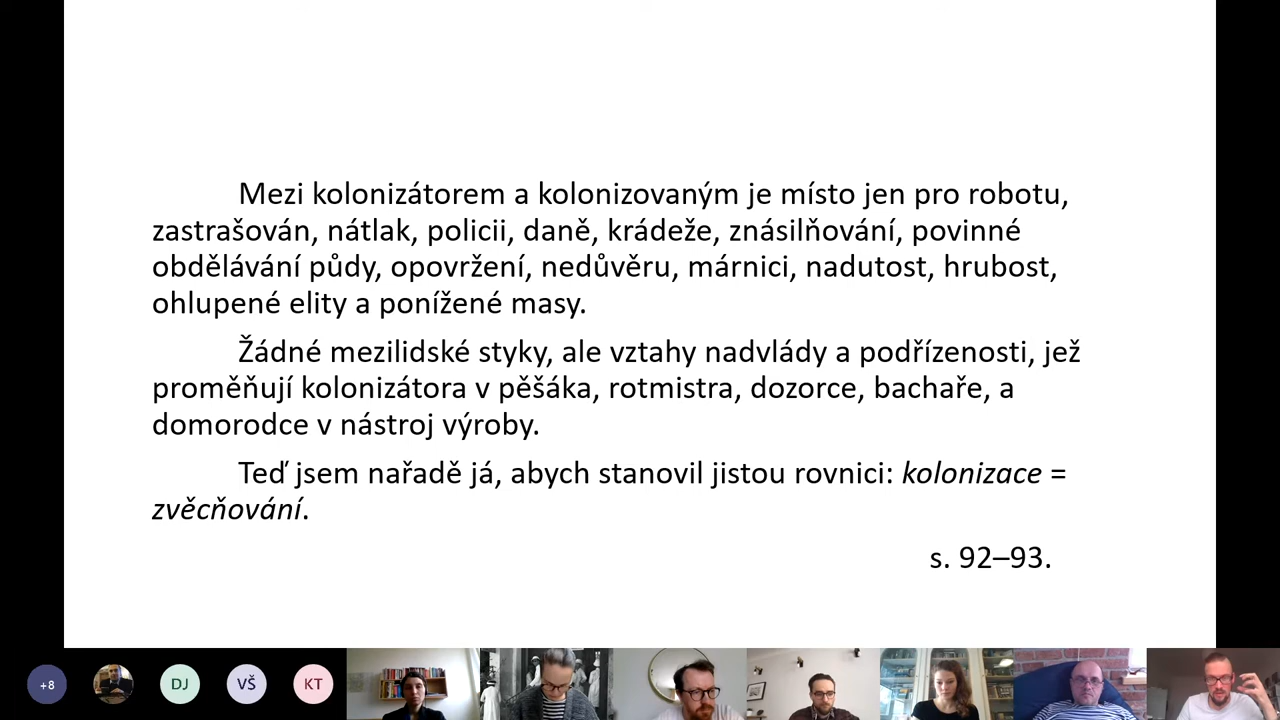 Mezi kolonizátorem a kolonizovaným je místo jen pro robotu,
zastrašován, nátlak, policii, daně, krádeže, znásilňování, povinné
obdělávání půdy, opovržení, nedůvěru, márnici, nadutost, hrubost,
ohlupené elity a ponížené masy.
Žádné mezilidské styky, ale vztahy nadvlády a podřízenosti, jež
proměňují kolonizátora v pěšáka, rotmistra, dozorce, bachaře, a
domorodce v nástroj výroby.
Teď jsem nařadě já, abych stanovil jistou rovnici: kolonizace =
zvěcňování.
s. 92–93.
+8 DJ VŠ KT